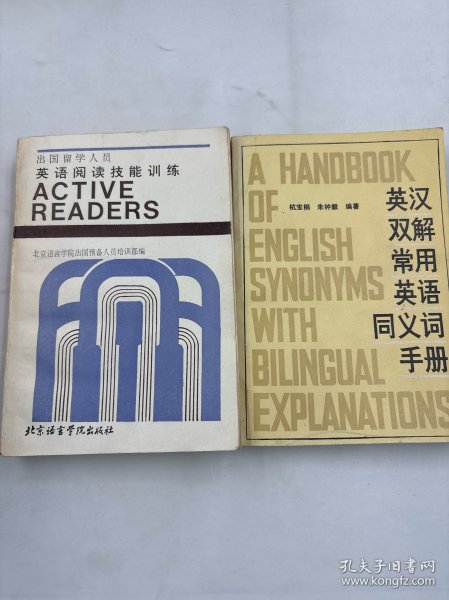 出国留学人员
英语阅读技能训练
ACTIVE
READERS
北京语言学院出国预备人员培训部编
北京语言学院出版社
A HANDBOOK
OF
ENGLISH
SYNONYMS
WITH
BILINGUAL
EXPLANATIONS
杭宝桐 朱钟毅 编著
英汉
双解
常用
英语
同义词
手册
孔夫子旧书网
www.kongfz.com